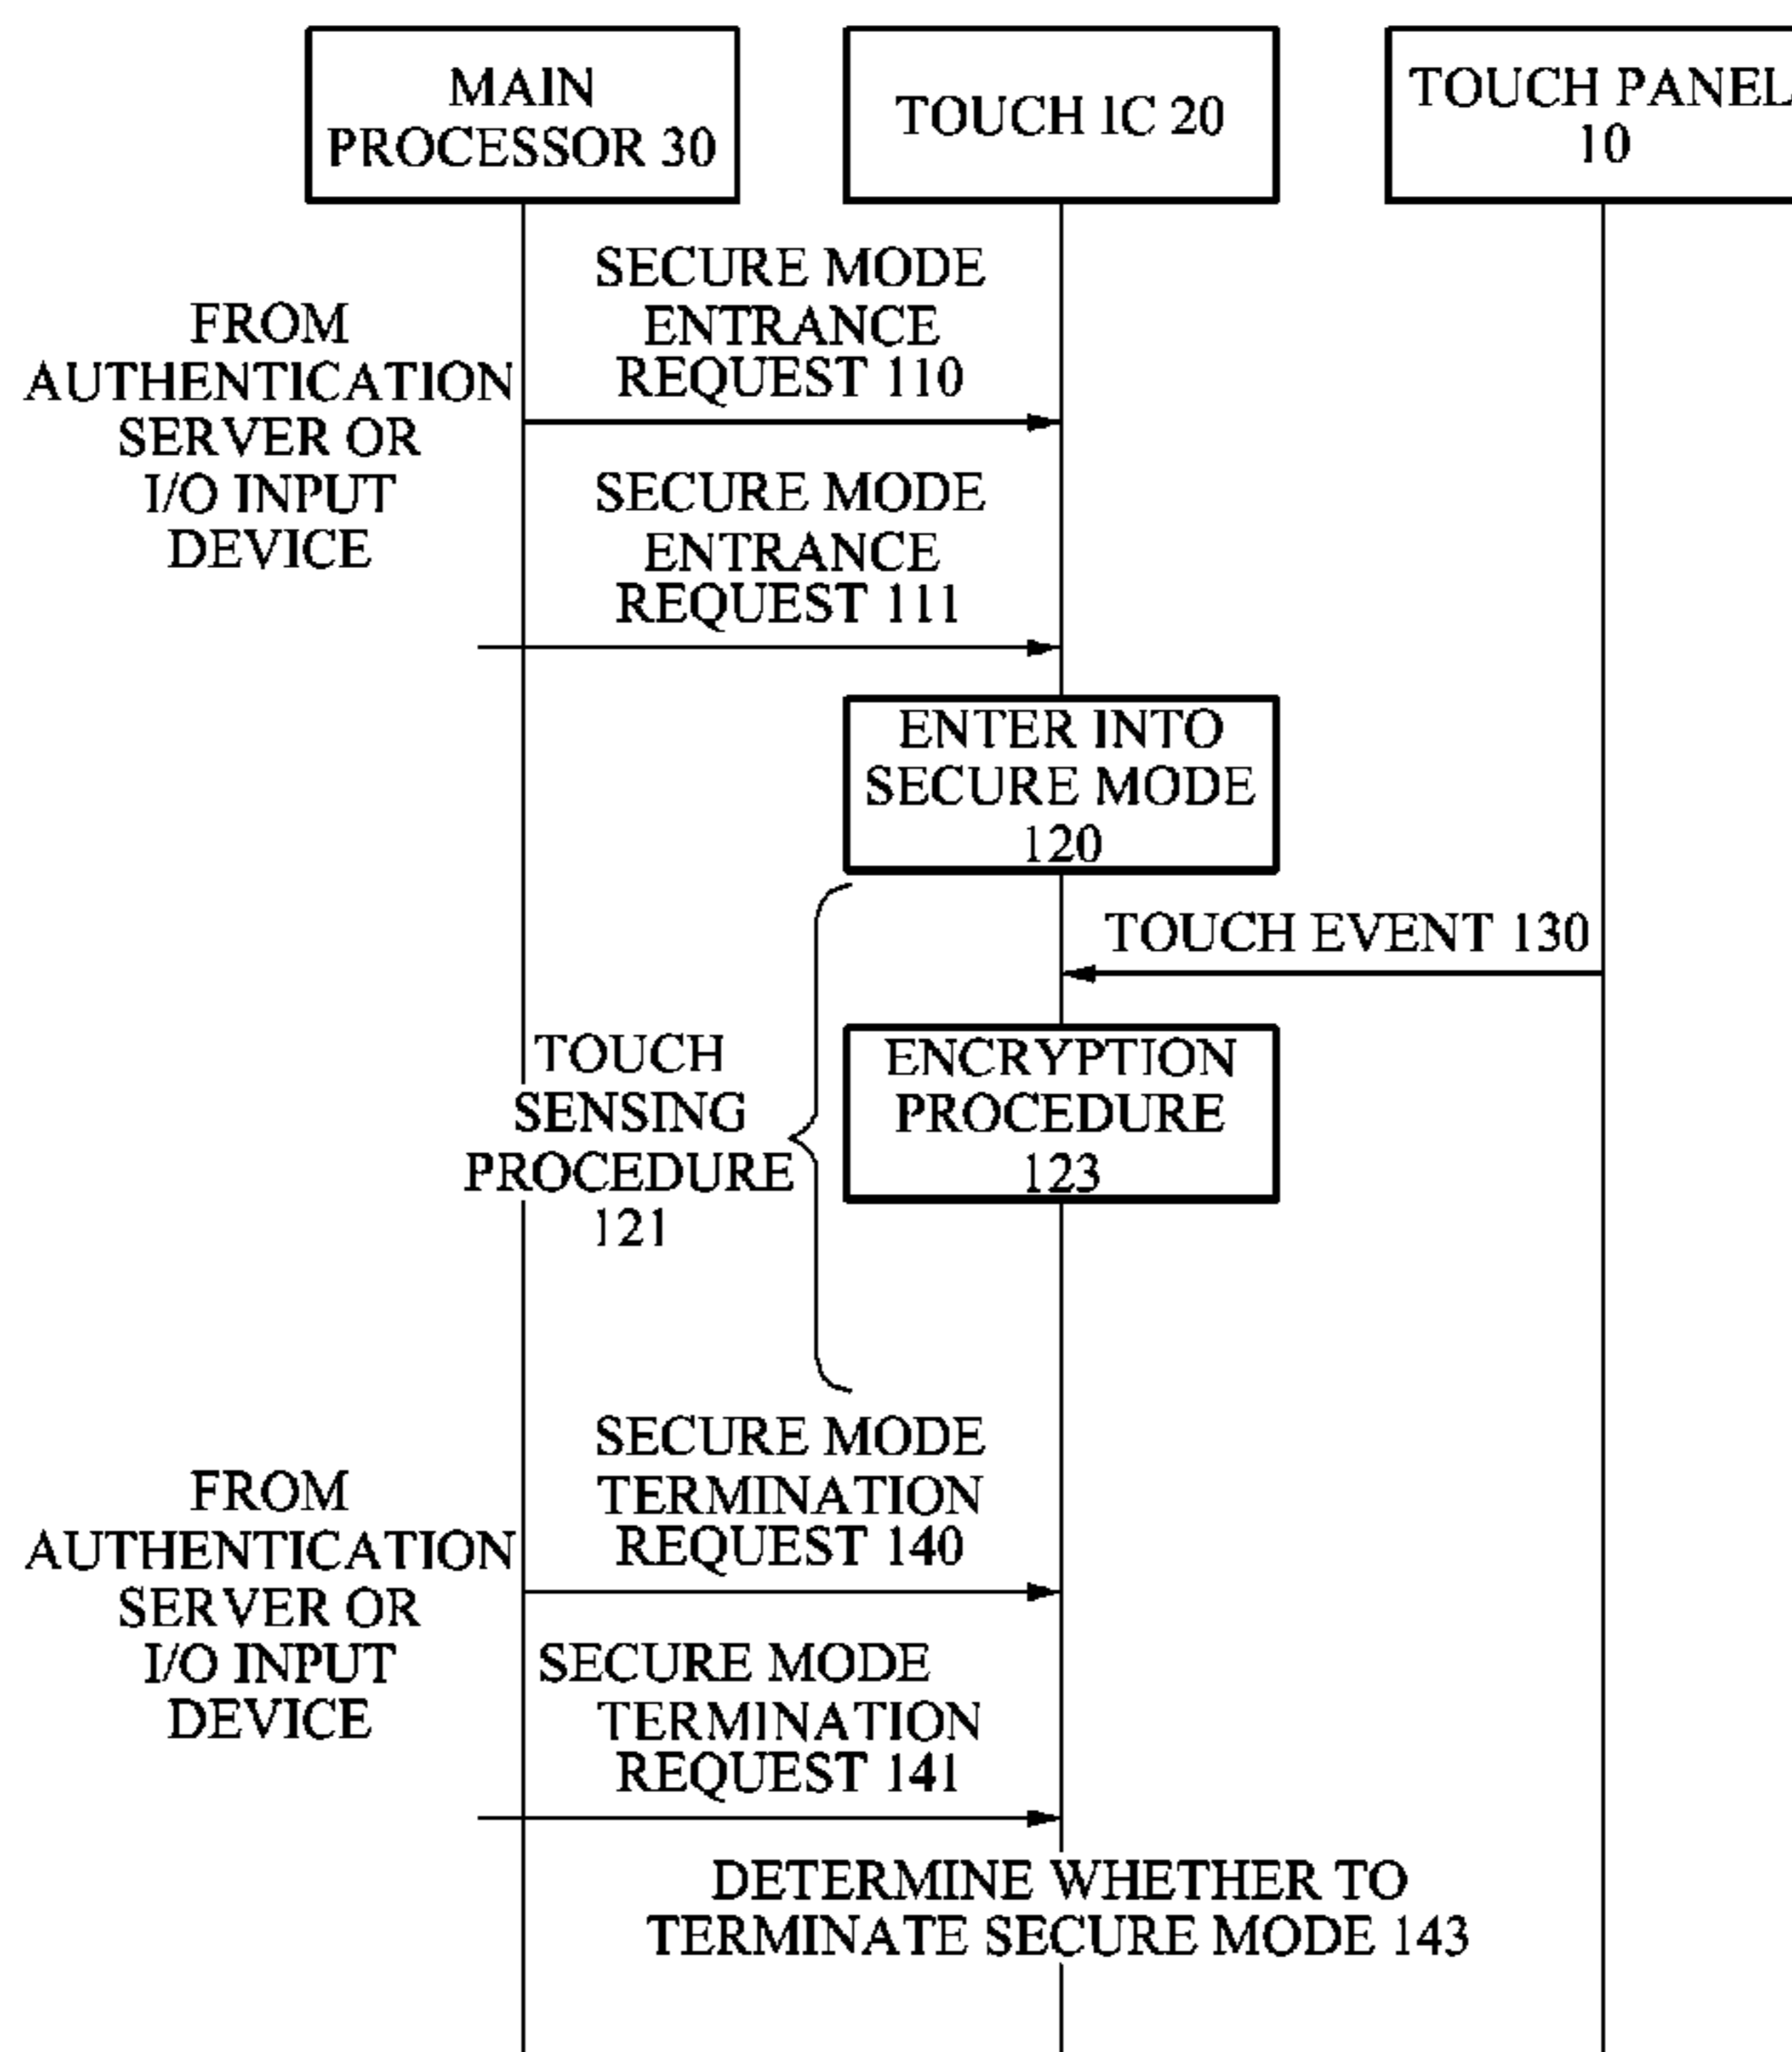 MAIN
PROCESSOR 30
TOUCH IC 20
TOUCH PANEL
10
SECURE MODE
ENTRANCE
REQUEST 110
FROM
AUTHENTICATION
SERVER OR
I/O INPUT
DEVICE
SECURE MODE
ENTRANCE
REQUEST 111
ENTER INTO
SECURE MODE
120
TOUCH EVENT 130
TOUCH
SENSING
PROCEDURE
121
ENCRYPTION
PROCEDURE
123
SECURE MODE
TERMINATION
REQUEST 140
FROM
AUTHENTICATION
SERVER OR
I/O INPUT
DEVICE
SECURE MODE
TERMINATION
REQUEST 141
DETERMINE WHETHER TO
TERMINATE SECURE MODE 143